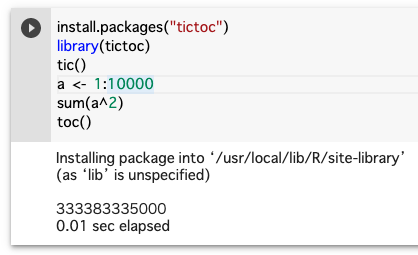 install.packages("tictoc")
library(tictoc)
tic()
a <- 1:10000
sum(a^2)
toc()
Installing package into ‘/usr/local/lib/R/site-library’
(as ‘lib’ is unspecified)
333383335000
0.01 sec elapsed